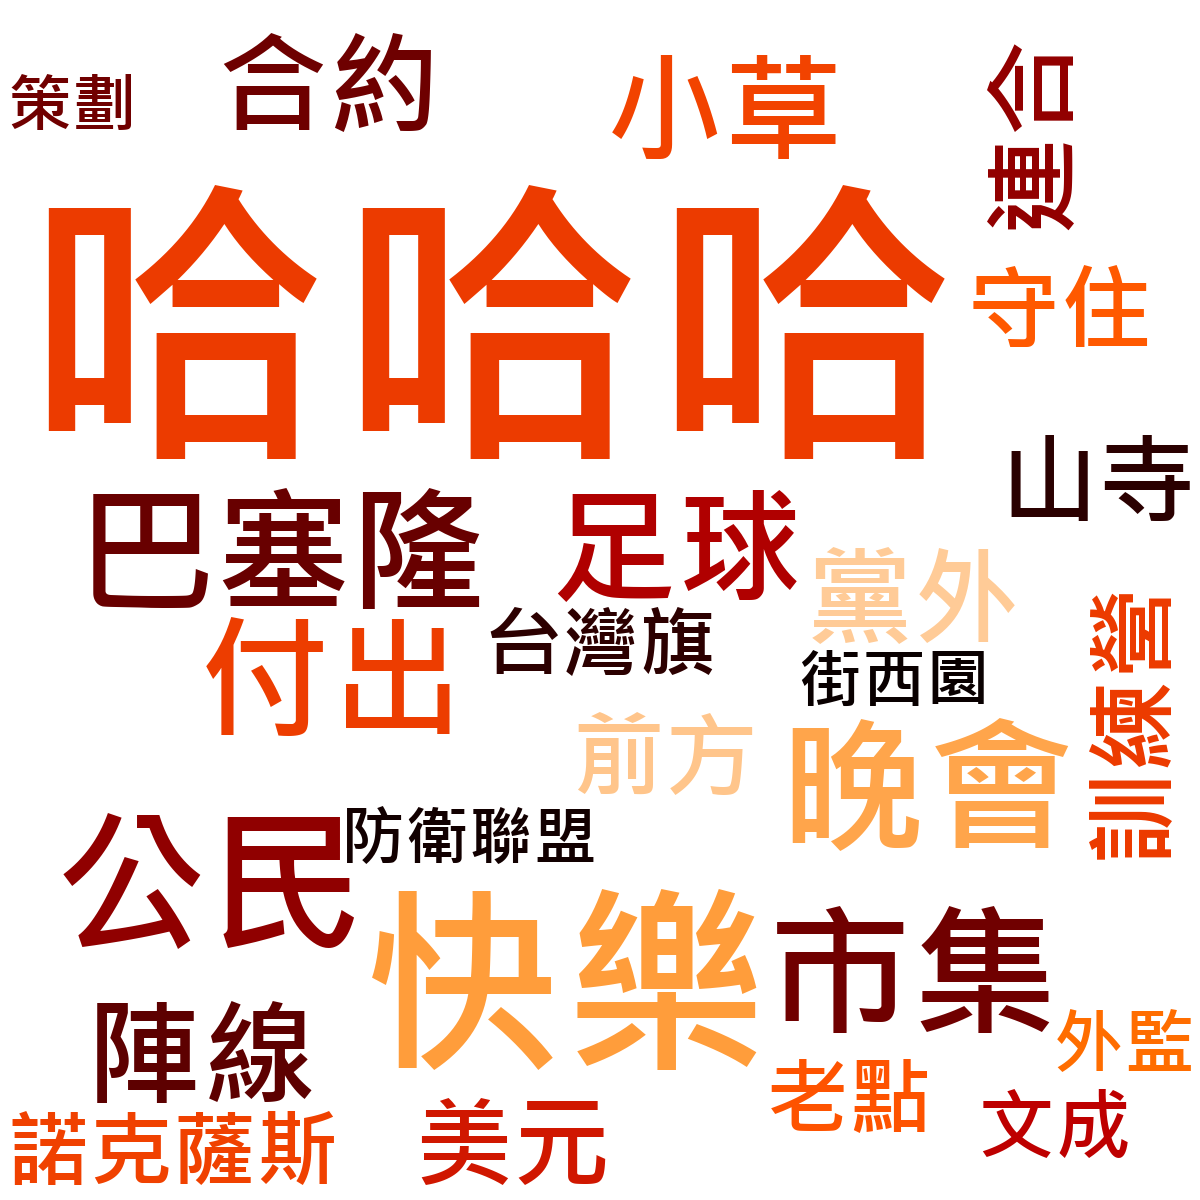 合約
策劃
小草
連合
哈哈哈
守住
山寺
巴塞隆
足球
黨外
台灣旗
付出
街西園
訓練營
前方
晚會
防衛聯盟
公民
快樂
市集
陣線
外監
老點
文成
美元
諾克薩斯